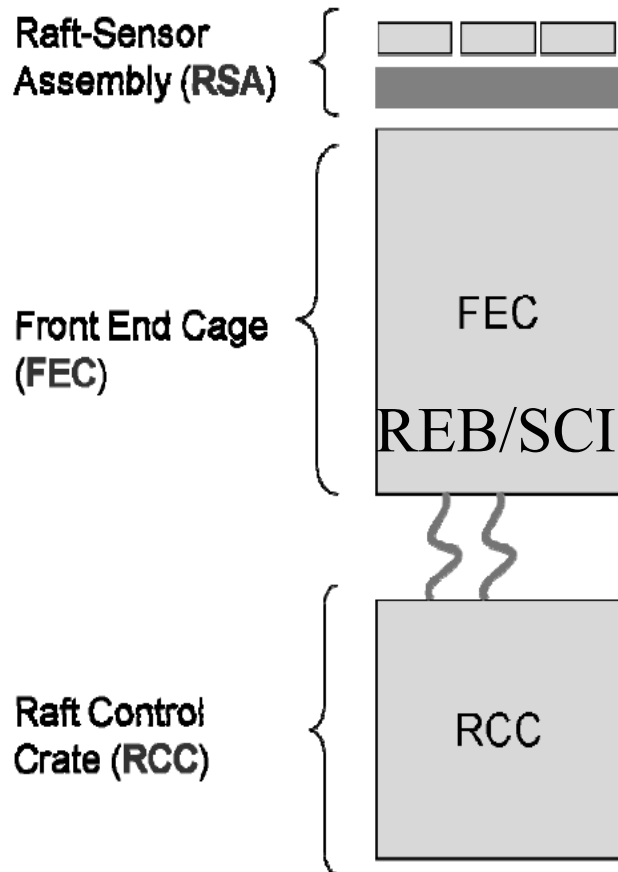 Raft-Sensor
Assembly (RSA)
FEC
Front End Cage
(FEC)
REB/SCI
Raft Control
Crate (RCC)
RCC